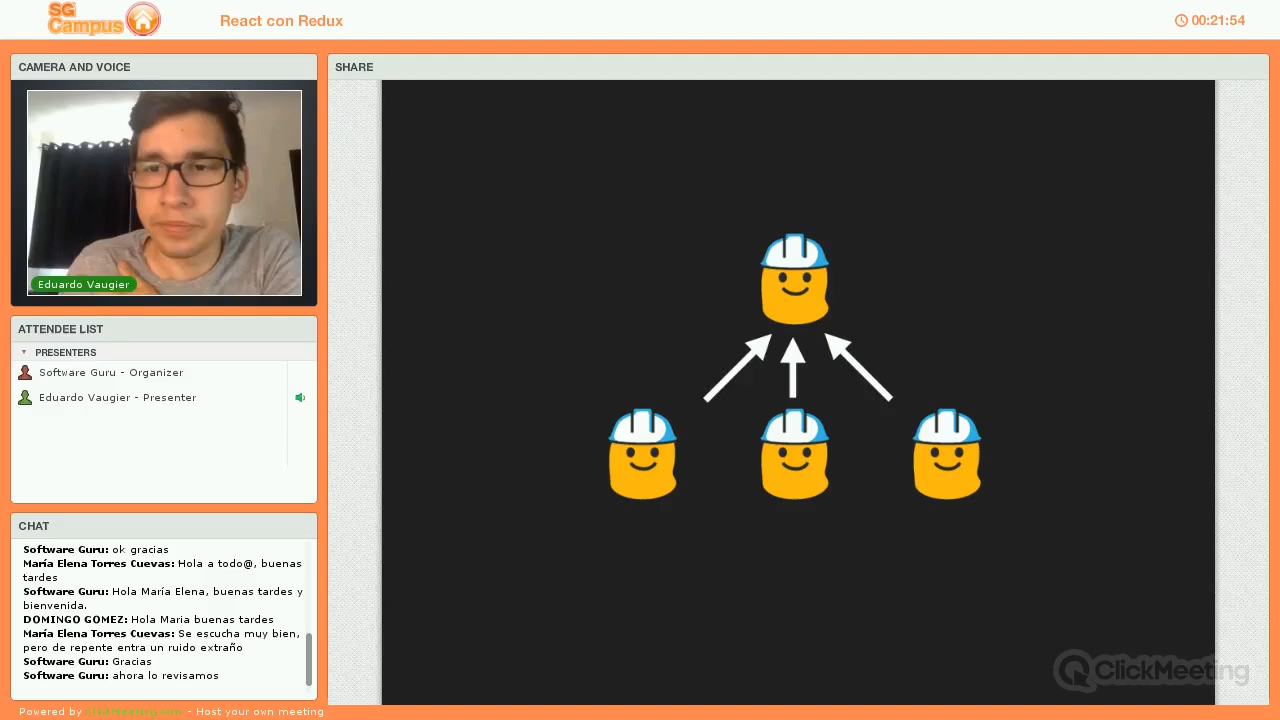 SG
Campus
React con Redux
00:21:54
CAMERA AND VOICE
SHARE
Eduardo Vaugier
ATTENDEE LIST
PRESENTERS
Software Guru - Organizer
Eduardo Vaugier - Presenter
CHAT
Software Guru: ok gracias
María Elena Torres Cuevas: Hola a todo@, buenas
tardes
Software Guru: Hola María Elena, buenas tardes y
bienvenida.
DOMINGO GOMEZ: Hola Maria buenas tardes
María Elena Torres Cuevas: Se escucha muy bien,
pero de repente entra un ruido extraño
Software Guru: Gracias
Software Guru: ahora lo revisamos
ClickMeeting
Powered by ClickMeeting.com - Host your own meeting